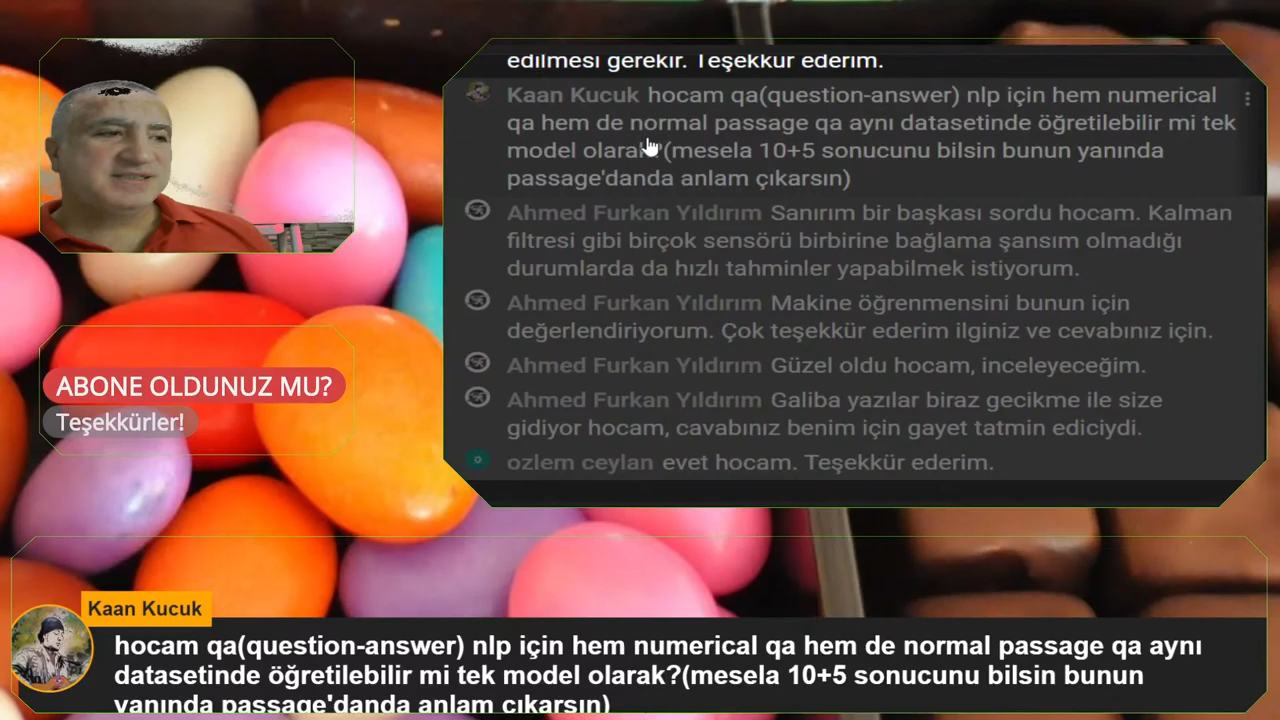 edilmesi gerekir. Teşekkür ederim.
Kaan Kucuk hocam qa(question-answer) nlp için hem numerical
qa hem de normal passage qa aynı datasetinde öğretilebilir mi tek
model olarak?(mesela 10+5 sonucunu bilsin bunun yanında
passage'danda anlam çıkarsın)
Ahmed Furkan Yıldırım Sanırım bir başkası sordu hocam. Kalman
filtresi gibi birçok sensörü birbirine bağlama şansım olmadığı
durumlarda da hızlı tahminler yapabilmek istiyorum.
Ahmed Furkan Yıldırım Makine öğrenmensini bunun için
değerlendiriyorum. Çok teşekkür ederim ilginiz ve cevabınız için.
Ahmed Furkan Yıldırım Güzel oldu hocam, inceleyeceğim.
Ahmed Furkan Yıldırım Galiba yazılar biraz gecikme ile size
gidiyor hocam, cavabınız benim için gayet tatmin ediciydi.
ozlem ceylan evet hocam. Teşekkür ederim.
ABONE OLDUNUZ MU?
Teşekkürler!
Kaan Kucuk
hocam qa(question-answer) nlp için hem numerical qa hem de normal passage qa aynı
datasetinde öğretilebilir mi tek model olarak?(mesela 10+5 sonucunu bilsin bunun
yanında passage'danda anlam çıkarsın)